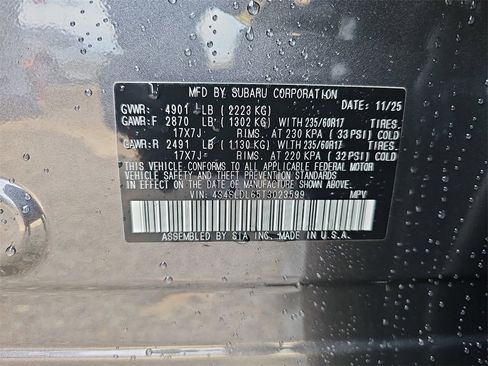 MFD BY SUBARU CORPORATION
GVWR: 4901 LB (2223 KG) DATE: 11/25
GAWR:F 2870 LB (1302 KG) WITH 235/60R17 TIRES,
17X7J RIMS, AT 230 KPA (33 PSI) COLD
GAWR:R 2491 LB (1130 KG) WITH 235/60R17 TIRES,
17X7J RIMS, AT 220 KPA (32 PSI) COLD
THIS VEHICLE CONFORMS TO ALL APPLICABLE FEDERAL MOTOR
VEHICLE SAFETY AND THEFT PREVENTION STANDARDS
IN EFFECT ON THE DATE OF MANUFACTURE SHOWN ABOVE.
VIN: 4S4SLDL65T3023599 MPV
ASSEMBLED BY SIA, INC. MADE IN U.S.A.